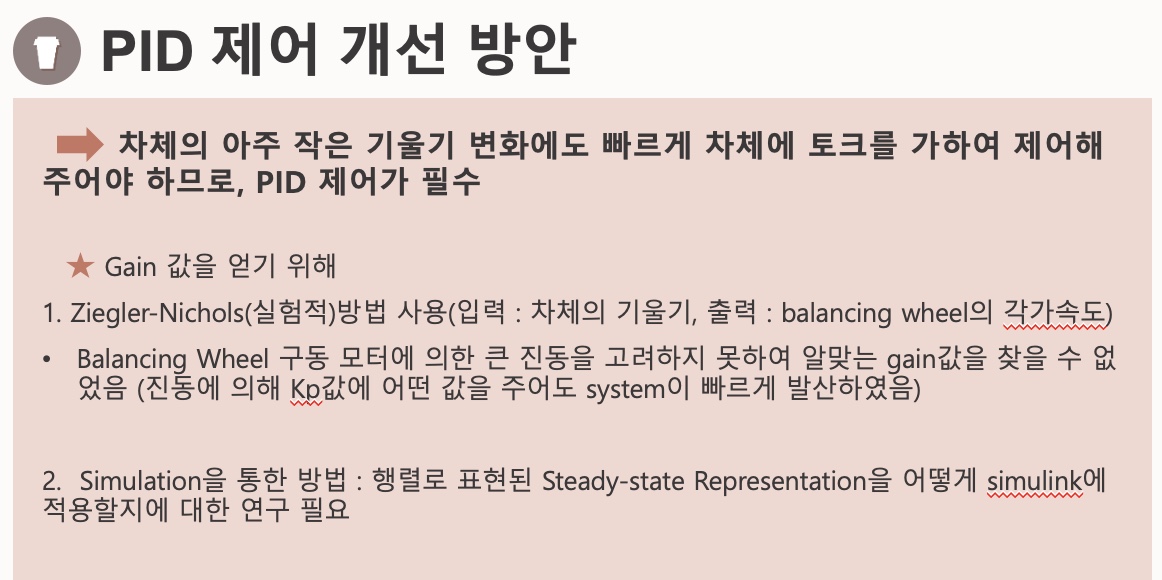 PID 제어 개선 방안
차체의 아주 작은 기울기 변화에도 빠르게 차체에 토크를 가하여 제어해
주어야 하므로, PID 제어가 필수
Gain 값을 얻기 위해
1. Ziegler-Nichols(실험적)방법 사용(입력 : 차체의 기울기, 출력 : balancing wheel의 각가속도)
• Balancing Wheel 구동 모터에 의한 큰 진동을 고려하지 못하여 알맞는 gain값을 찾을 수 없
었음 (진동에 의해 Kp값에 어떤 값을 주어도 system이 빠르게 발산하였음)
2. Simulation을 통한 방법 : 행렬로 표현된 Steady-state Representation을 어떻게 simulink에
적용할지에 대한 연구 필요